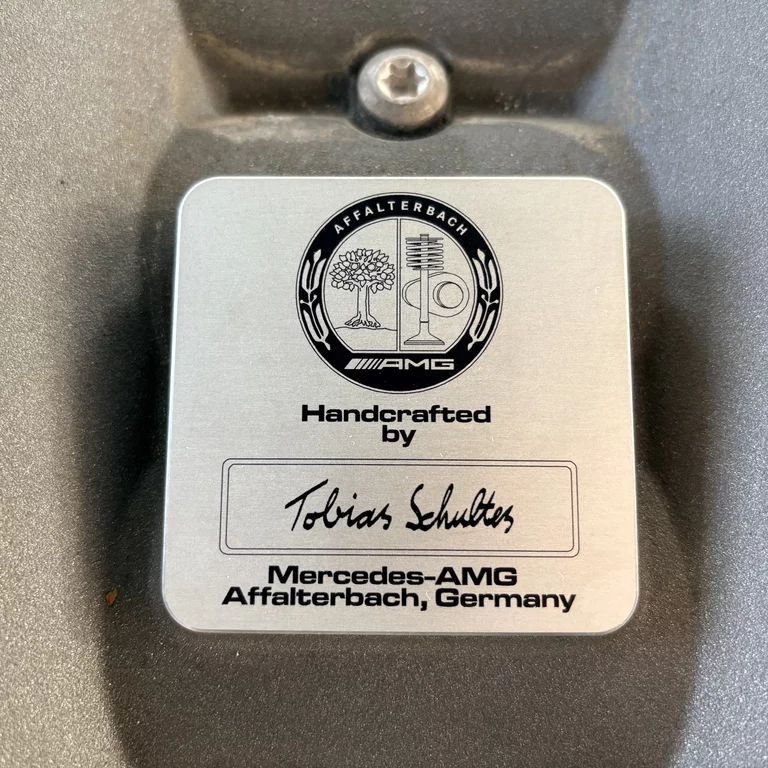 AFFALTERBACH
AMG
Handcrafted
by
Tobias Schultes
Mercedes-AMG
Affalterbach, Germany